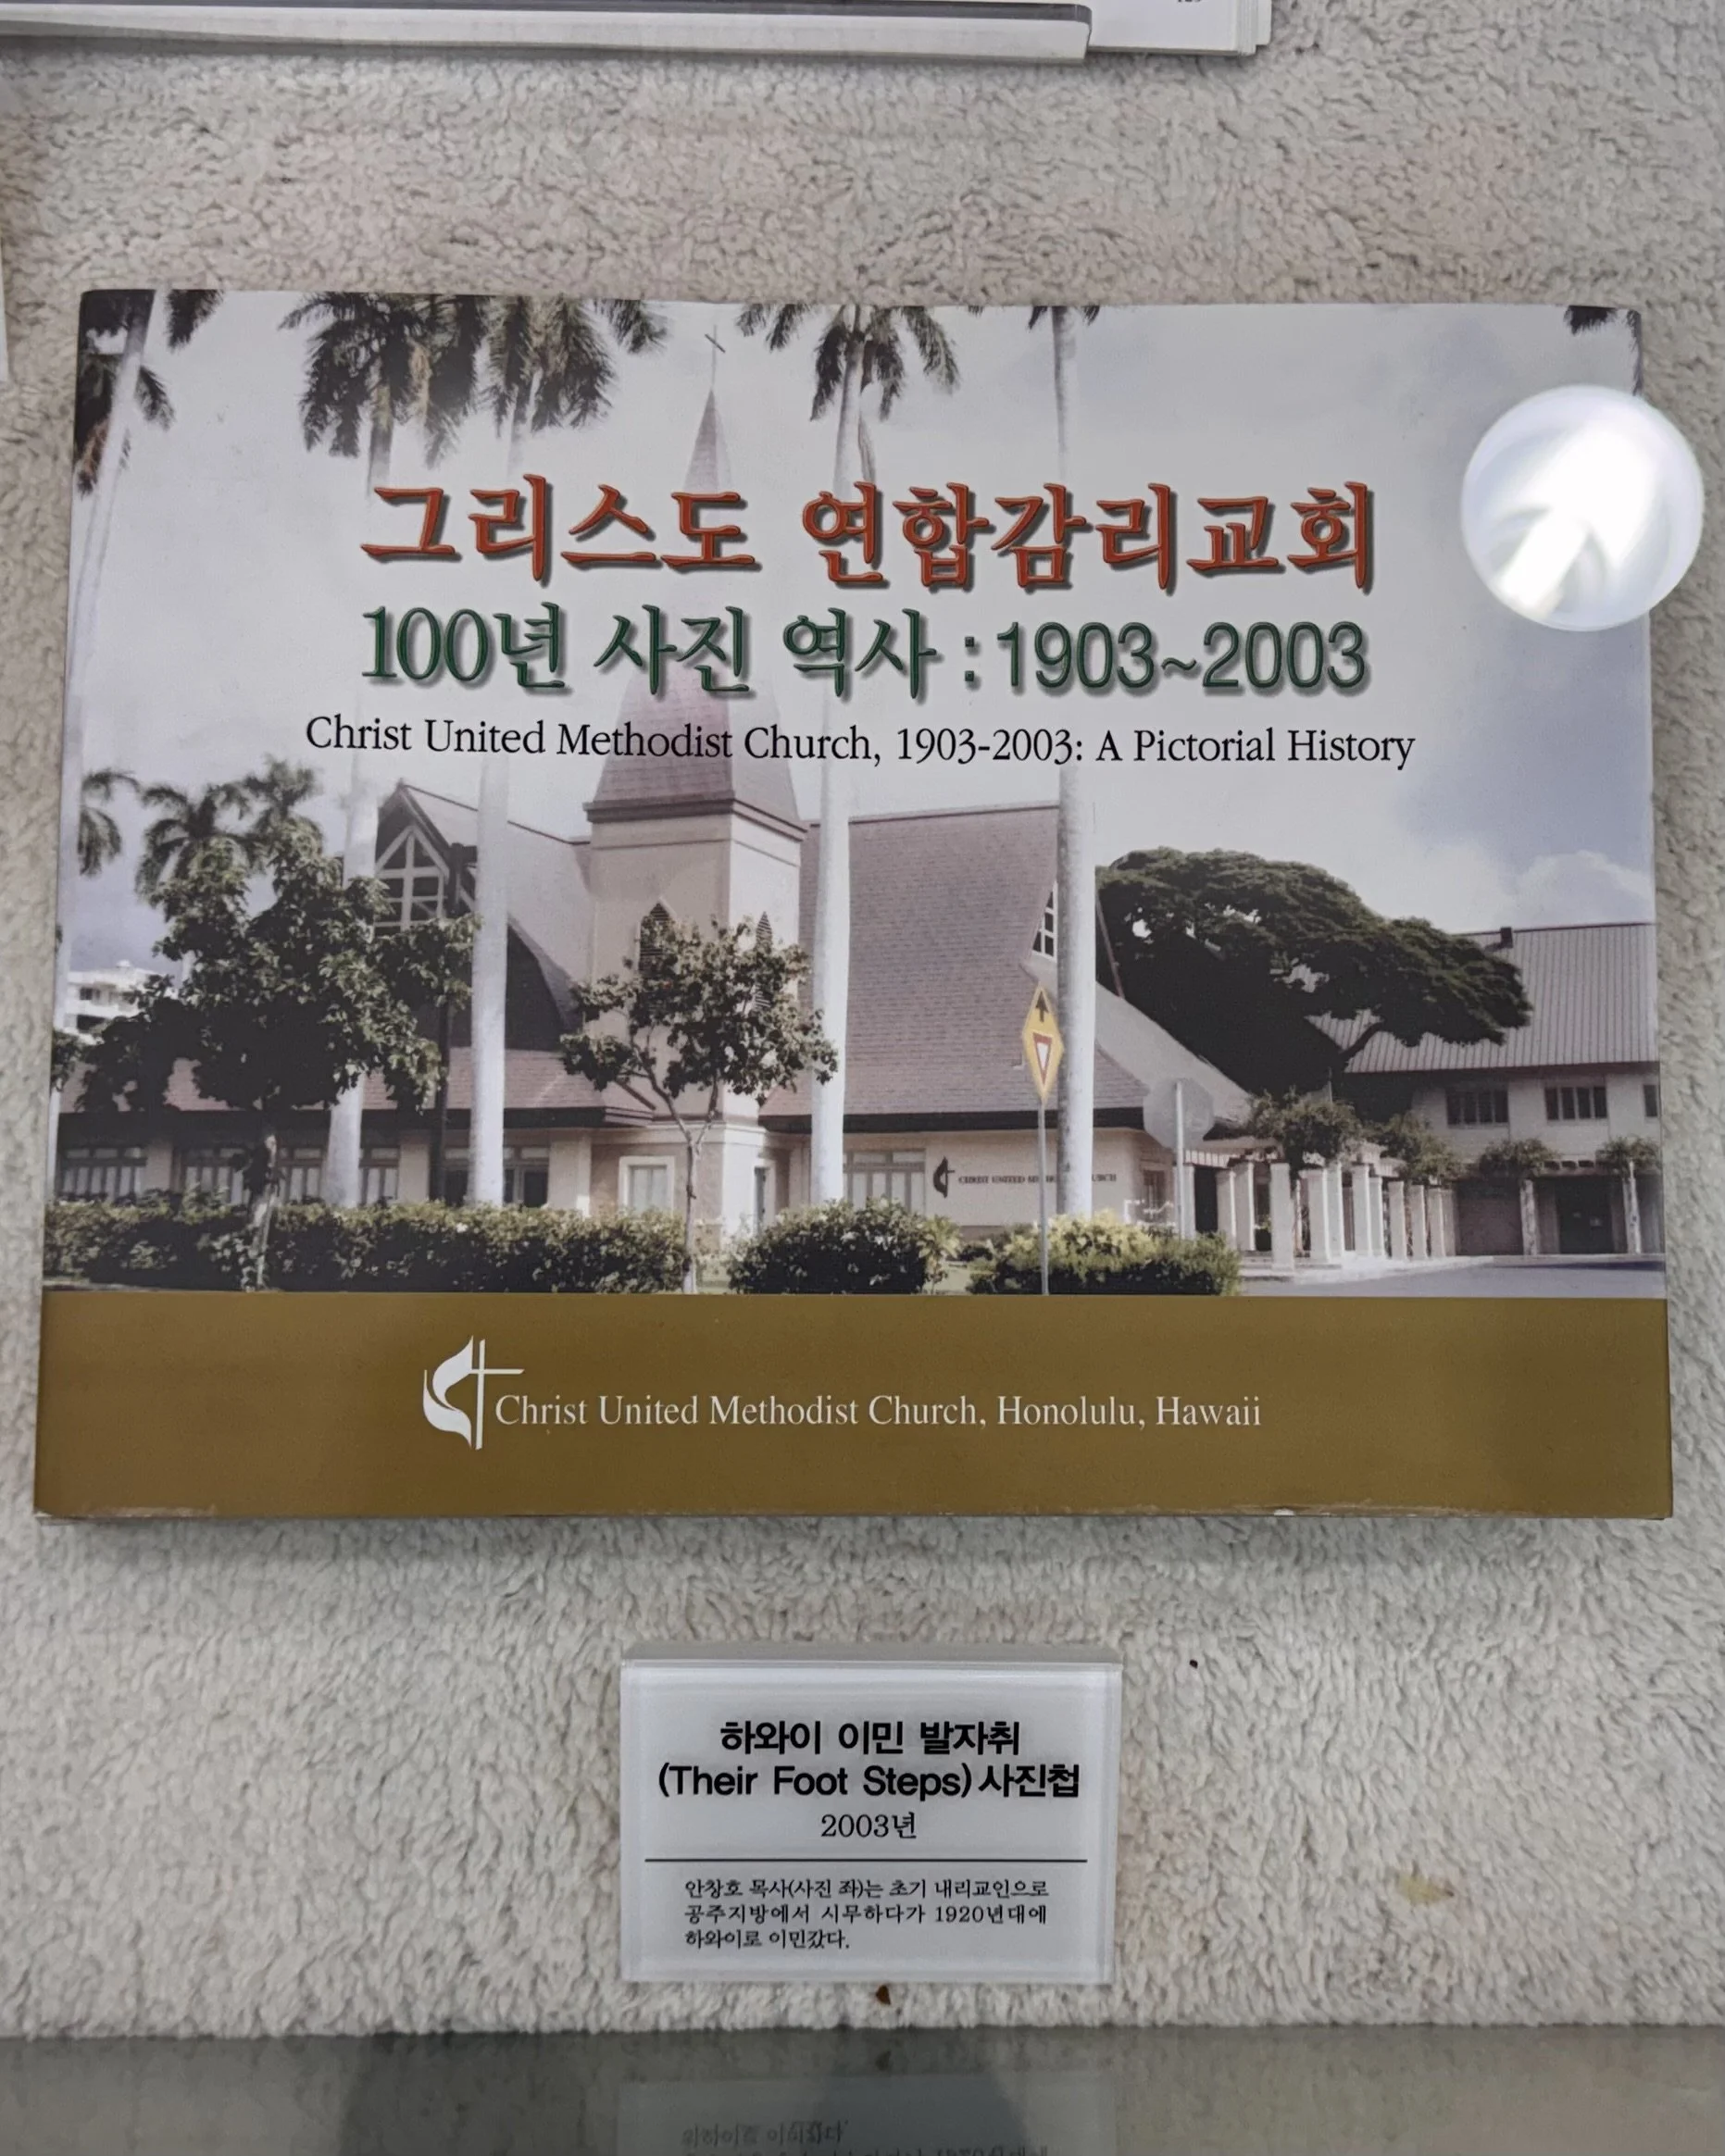 그리스도 연합감리교회
100년 사진 역사 : 1903~2003
Christ United Methodist Church, 1903-2003: A Pictorial History
CHRIST UNITED
Christ United Methodist Church, Honolulu, Hawaii
하와이 이민 발자취
(Their Foot Steps) 사진첩
2003년
안창호 목사(사진 좌)는 초기 내리교인으로
공주지방에서 시무하다가 1920년대에
하와이로 이민갔다.